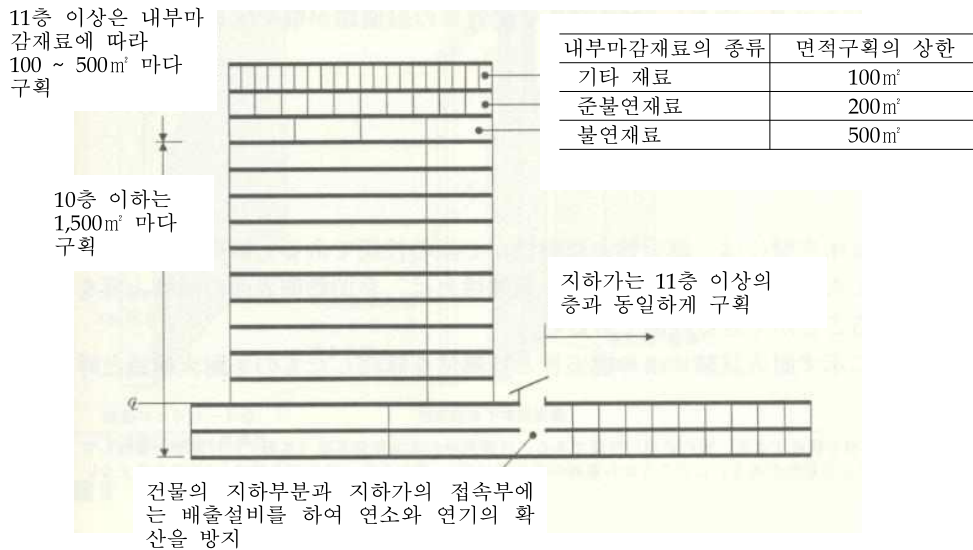 11층 이상은 내부마
감재료에 따라
100 ~ 500㎡ 마다
구획
내부마감재료의 종류 면적구획의 상한
기타 재료 100㎡
준불연재료 200㎡
불연재료 500㎡
10층 이하는
1,500㎡ 마다
구획
지하가는 11층 이상의
층과 동일하게 구획
건물의 지하부분과 지하가의 접속부에
는 배출설비를 하여 연소와 연기의 확
산을 방지